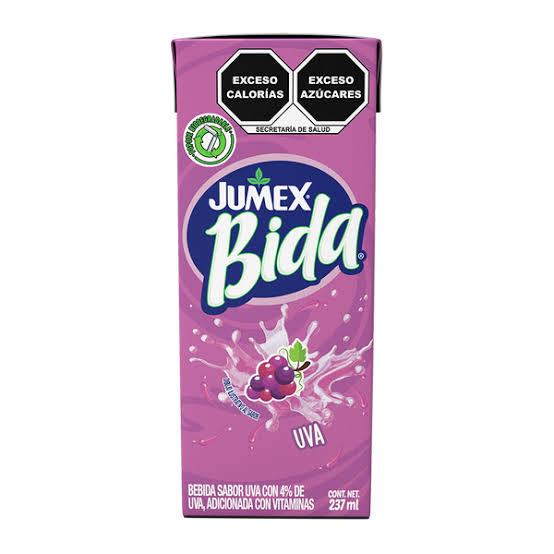 EXCESO
CALORÍAS
EXCESO
AZÚCARES
SECRETARÍA DE SALUD
JUMEX
Bida®
UVA
BEBIDA SABOR UVA CON 4% DE
UVA, ADICIONADA CON VITAMINAS
CONT. NET.
237 ml